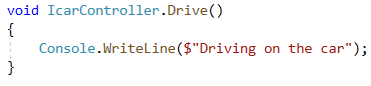 void IcarController.Drive()
{
    Console.WriteLine($"Driving on the car");
}